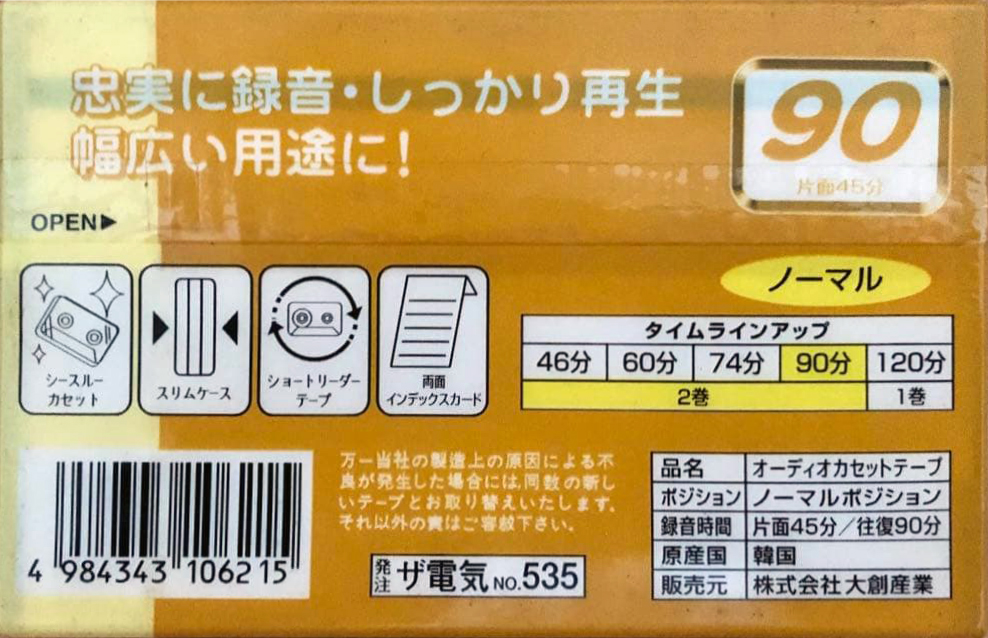 忠実に録音・しっかり再生
幅広い用途に!
90
片面45分
OPEN▶
ノーマル
シースルー
カセット
スリムケース
ショートリーダー
テープ
両面
インデックスカード
タイムラインアップ
46分 60分 74分 90分 120分
2巻 1巻
4 984343 106215
万一当社の製造上の原因による不
良が発生した場合には,同数の新し
いテープとお取り替えいたします。
それ以外の責はご容赦下さい。
発注 ザ電気 NO.535
品名 オーディオカセットテープ
ポジション ノーマルポジション
録音時間 片面45分/往復90分
原産国 韓国
販売元 株式会社大創産業